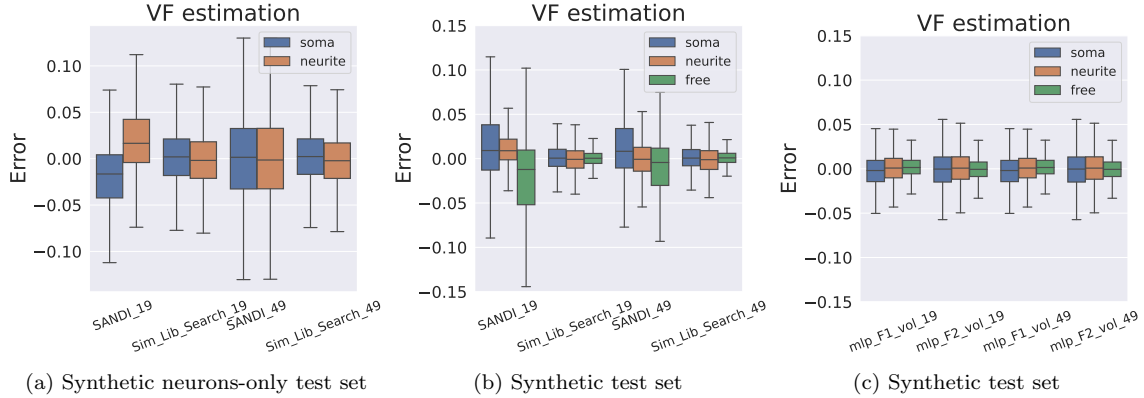 VF estimation
soma
neurite
Error
0.10
0.05
0.00
−0.05
−0.10
SANDI_19
Sim_Lib_Search_19
SANDI_49
Sim_Lib_Search_49
(a) Synthetic neurons-only test set
VF estimation
soma
neurite
free
Error
0.15
0.10
0.05
0.00
−0.05
−0.10
−0.15
SANDI_19
Sim_Lib_Search_19
SANDI_49
Sim_Lib_Search_49
(b) Synthetic test set
VF estimation
soma
neurite
free
Error
0.15
0.10
0.05
0.00
−0.05
−0.10
−0.15
mlp_F1_vol_19
mlp_F2_vol_19
mlp_F1_vol_49
mlp_F2_vol_49
(c) Synthetic test set